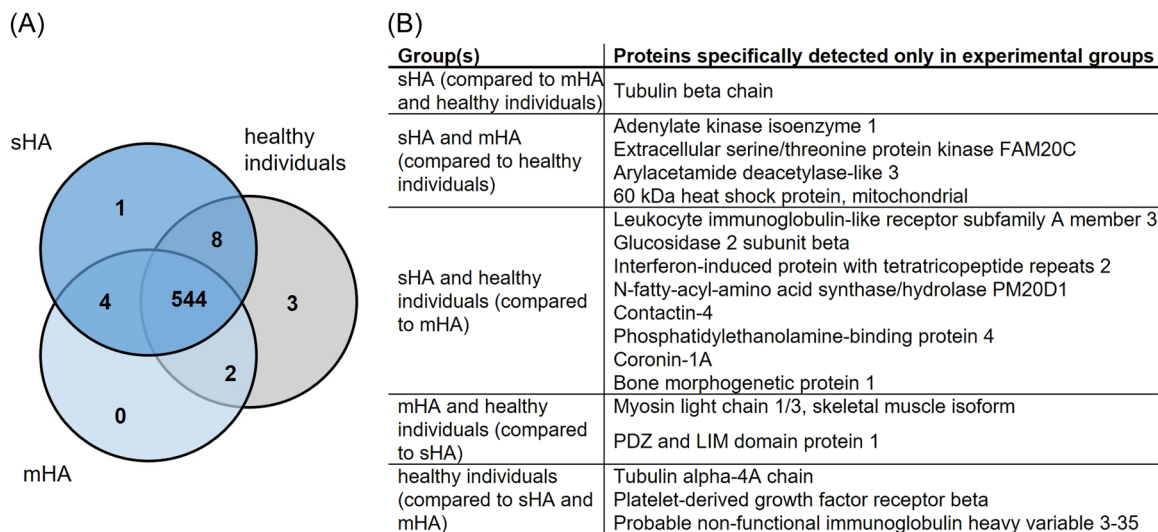 (A)
sHA
healthy
individuals
1
8
4
544
3
2
0
mHA
(B)
Group(s) Proteins specifically detected only in experimental groups
sHA (compared to mHA
and healthy individuals)
Tubulin beta chain
sHA and mHA
(compared to healthy
individuals)
Adenylate kinase isoenzyme 1
Extracellular serine/threonine protein kinase FAM20C
Arylacetamide deacetylase-like 3
60 kDa heat shock protein, mitochondrial
sHA and healthy
individuals (compared
to mHA)
Leukocyte immunoglobulin-like receptor subfamily A member 3
Glucosidase 2 subunit beta
Interferon-induced protein with tetratricopeptide repeats 2
N-fatty-acyl-amino acid synthase/hydrolase PM20D1
Contactin-4
Phosphatidylethanolamine-binding protein 4
Coronin-1A
Bone morphogenetic protein 1
mHA and healthy
individuals (compared
to sHA)
Myosin light chain 1/3, skeletal muscle isoform
PDZ and LIM domain protein 1
healthy individuals
(compared to sHA and
mHA)
Tubulin alpha-4A chain
Platelet-derived growth factor receptor beta
Probable non-functional immunoglobulin heavy variable 3-35